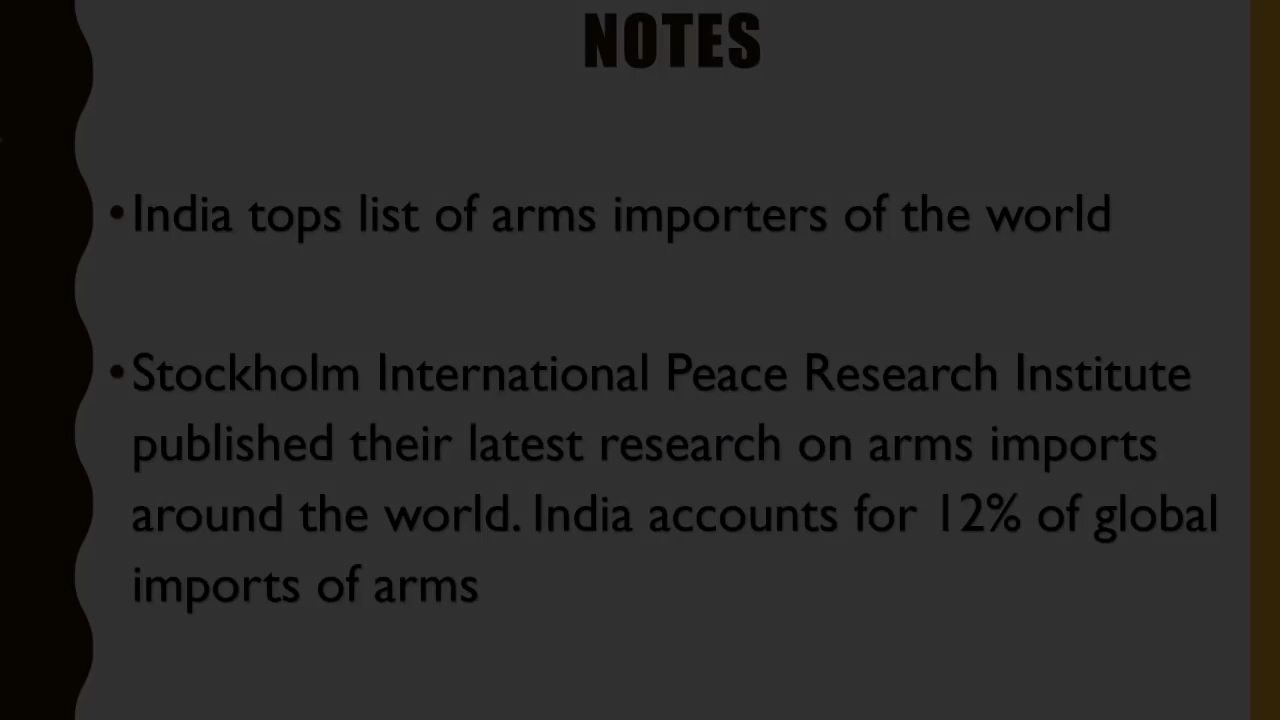 NOTES
•India tops list of arms importers of the world
•Stockholm International Peace Research Institute
published their latest research on arms imports
around the world. India accounts for 12% of global
imports of arms